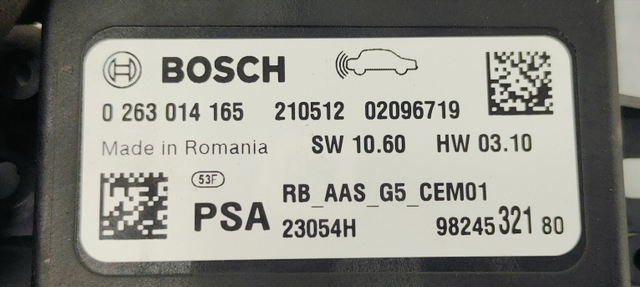 BOSCH
0 263 014 165 210512 02096719
Made in Romania SW 10.60 HW 03.10
53F
RB_AAS_G5_CEM01
PSA
23054H 98245 321 80